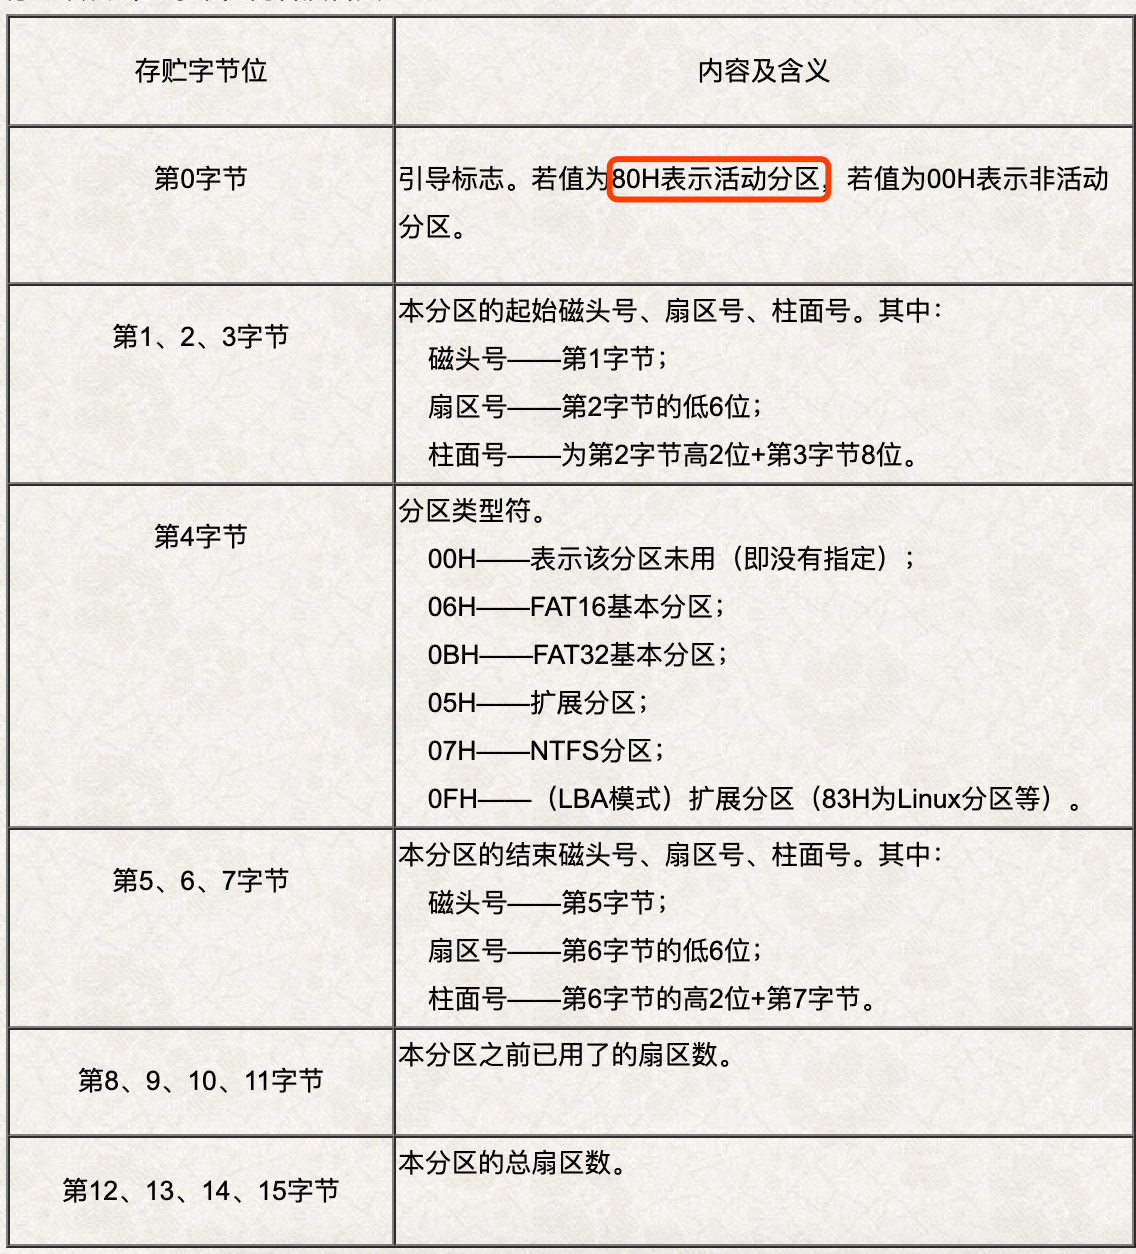 存贮字节位
内容及含义
第0字节
引导标志。若值为80H表示活动分区，若值为00H表示非活动
分区。
第1、2、3字节
本分区的起始磁头号、扇区号、柱面号。其中：
磁头号——第1字节；
扇区号——第2字节的低6位；
柱面号——为第2字节高2位+第3字节8位。
第4字节
分区类型符。
00H——表示该分区未用（即没有指定）；
06H——FAT16基本分区；
0BH——FAT32基本分区；
05H——扩展分区；
07H——NTFS分区；
0FH——（LBA模式）扩展分区（83H为Linux分区等）。
第5、6、7字节
本分区的结束磁头号、扇区号、柱面号。其中：
磁头号——第5字节；
扇区号——第6字节的低6位；
柱面号——第6字节的高2位+第7字节。
第8、9、10、11字节
本分区之前已用了的扇区数。
第12、13、14、15字节
本分区的总扇区数。